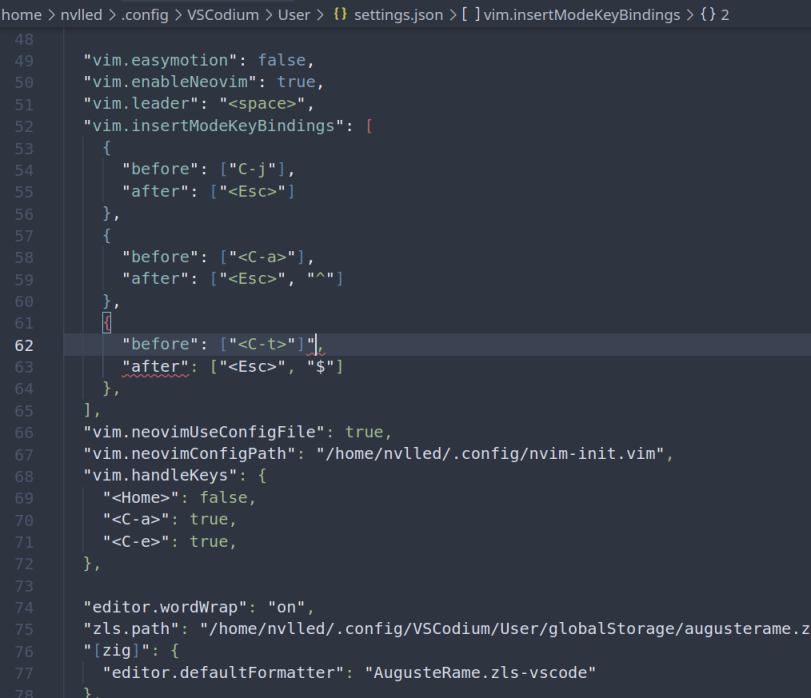 home > nvlled > .config > VSCodium > User > {} settings.json > [ ] vim.insertModeKeyBindings > {} 2
48
49 "vim.easymotion": false,
50 "vim.enableNeovim": true,
51 "vim.leader": "<space>",
52 "vim.insertModeKeyBindings": [
53 {
54 "before": ["C-j"],
55 "after": ["<Esc>"]
56 },
57 {
58 "before": ["<C-a>"],
59 "after": ["<Esc>", "^"]
60 },
61 {
62 "before": ["<C-t>"]",
63 "after": ["<Esc>", "$"]
64 },
65 ],
66 "vim.neovimUseConfigFile": true,
67 "vim.neovimConfigPath": "/home/nvlled/.config/nvim-init.vim",
68 "vim.handleKeys": {
69 "<Home>": false,
70 "<C-a>": true,
71 "<C-e>": true,
72 },
73
74 "editor.wordWrap": "on",
75 "zls.path": "/home/nvlled/.config/VSCodium/User/globalStorage/augusterame.z
76 "[zig]": {
77 "editor.defaultFormatter": "AugusteRame.zls-vscode"
78 },